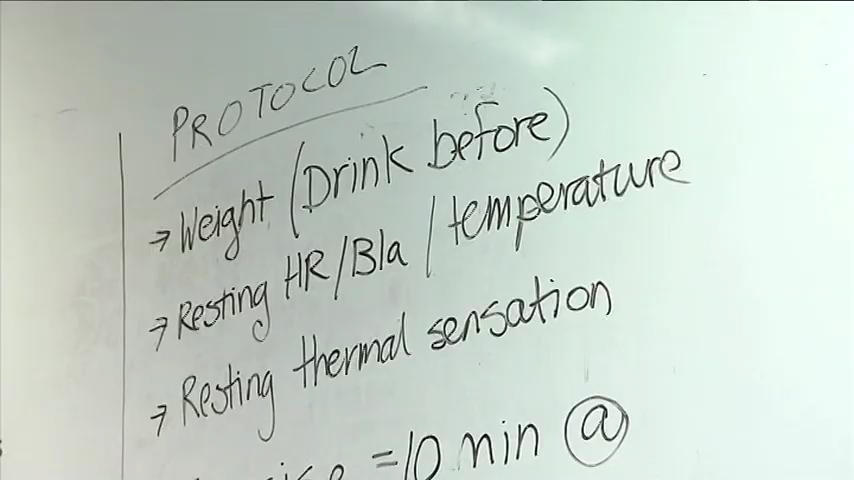 PROTOCOL
→ Weight (Drink before)
→ Resting HR/Bla / temperature
→ Resting thermal sensation
= 10 min @